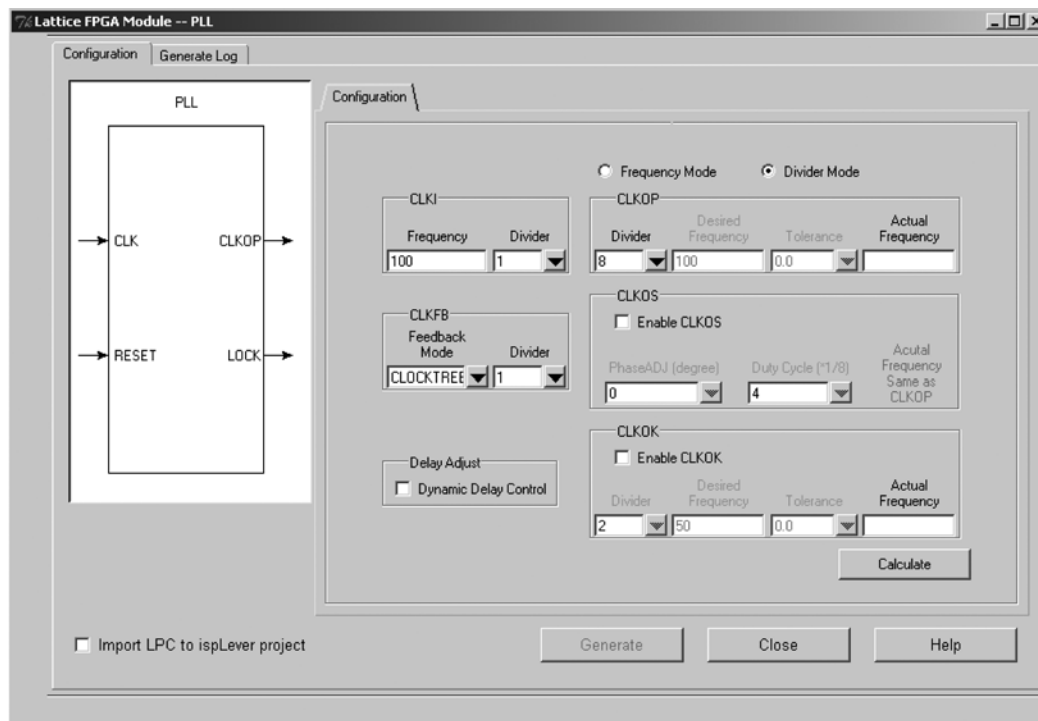 Lattice FPGA Module -- PLL
Configuration Generate Log
PLL
CLK CLKOP
RESET LOCK
Configuration
Frequency Mode Divider Mode
CLKI
Frequency Divider
100 1
CLKOP
Divider Desired Frequency Tolerance Actual Frequency
8 100 0.0
CLKFB
Feedback Mode Divider
CLOCKTREE 1
CLKOS
Enable CLKOS
PhaseADJ (degree) Duty Cycle (*1/8) Acutal Frequency Same as CLKOP
0 4
Delay Adjust
Dynamic Delay Control
CLKOK
Enable CLKOK
Divider Desired Frequency Tolerance Actual Frequency
2 50 0.0
Calculate
Import LPC to ispLever project
Generate Close Help